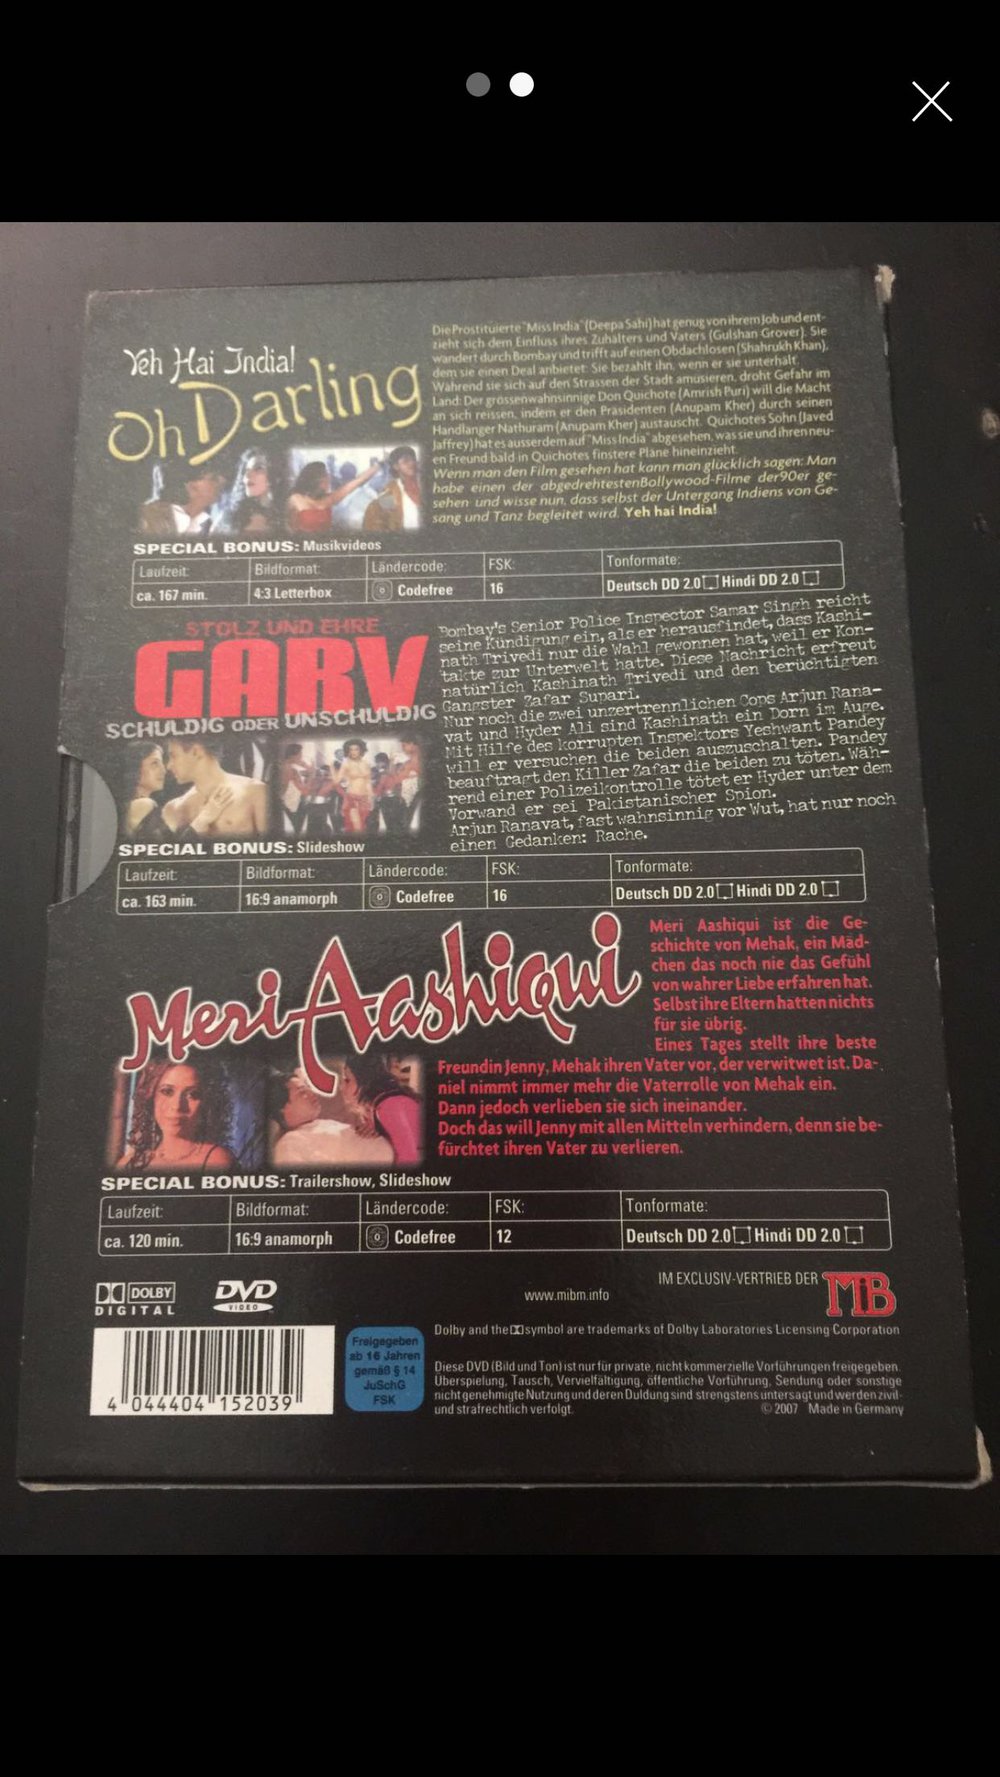 Yeh Hai India!
Oh Darling
Die Prostituierte "Miss India" (Deepa Sahi) hat genug von ihrem Job und ent-
zieht sich dem Einfluss ihres Zuhälters und Vaters (Gulshan Grover). Sie
wandert durch Bombay und trifft auf einen Obdachlosen (Shahrukh Khan),
dem sie einen Deal anbietet: Sie bezahlt ihn, wenn er sie unterhält.
Während sie sich auf den Strassen der Stadt amüsieren, droht Gefahr im
Land: Der grössenwahnsinnige Don Quichote (Amrish Puri) will die Macht
an sich reissen, indem er den Präsidenten (Anupam Kher) durch seinen
Handlanger Nathuram (Anupam Kher) austauscht. Quichotes Sohn (Javed
Jaffrey) hat es ausserdem auf "Miss India" abgesehen, was sie und ihren neu-
en Freund bald in Quichotes finstere Pläne hineinzieht.
Wenn man den Film gesehen hat kann man glücklich sagen: Man
habe einen der abgedrehtestenBollywood-Filme der90er ge-
sehen und wisse nun, dass selbst der Untergang Indiens von Ge-
sang und Tanz begleitet wird. Yeh hai India!
SPECIAL BONUS: Musikvideos
Laufzeit: Bildformat: Ländercode: FSK: Tonformate:
ca. 167 min. 4:3 Letterbox Codefree 16 Deutsch DD 2.0 Hindi DD 2.0
STOLZ UND EHRE
GARV
SCHULDIG ODER UNSCHULDIG
Bombay's Senior Police Inspector Samar Singh reicht
seine Kündigung ein, als er herausfindet, dass Kashi-
nath Trivedi nur die Wahl gewonnen hat, weil er Kon-
takte zur Unterwelt hatte. Diese Nachricht erfreut
natürlich Kashinath Trivedi und den berüchtigten
Gangster Zafar Supari.
Nur noch die zwei unzertrennlichen Cops Arjun Rana-
vat und Hyder Ali sind Kashinath ein Dorn im Auge.
Mit Hilfe des korrupten Inspektors Yeshwant Pandey
will er versuchen die beiden auszuschalten. Pandey
beauftragt den Killer Zafar die beiden zu töten. Wäh-
rend einer Polizeikontrolle tötet er Hyder unter dem
Vorwand er sei Pakistanischer Spion.
Arjun Ranavat, fast wahnsinnig vor Wut, hat nur noch
einen Gedanken: Rache.
SPECIAL BONUS: Slideshow
Laufzeit: Bildformat: Ländercode: FSK: Tonformate:
ca. 163 min. 16:9 anamorph Codefree 16 Deutsch DD 2.0 Hindi DD 2.0
Meri Aashiqui
Meri Aashiqui ist die Ge-
schichte von Mehak, ein Mäd-
chen das noch nie das Gefühl
von wahrer Liebe erfahren hat.
Selbst ihre Eltern hatten nichts
für sie übrig.
Eines Tages stellt ihre beste
Freundin Jenny, Mehak ihren Vater vor, der verwitwet ist. Da-
niel nimmt immer mehr die Vaterrolle von Mehak ein.
Dann jedoch verlieben sie sich ineinander.
Doch das will Jenny mit allen Mitteln verhindern, denn sie be-
fürchtet ihren Vater zu verlieren.
SPECIAL BONUS: Trailershow, Slideshow
Laufzeit: Bildformat: Ländercode: FSK: Tonformate:
ca. 120 min. 16:9 anamorph Codefree 12 Deutsch DD 2.0 Hindi DD 2.0
DOLBY
DIGITAL
DVD
VIDEO
www.mibm.info
IM EXCLUSIV-VERTRIEB DER MiB
Dolby and the symbol are trademarks of Dolby Laboratories Licensing Corporation
4 044404 152039
Freigegeben
ab 16 Jahren
gemäß § 14
JuSchG
FSK
Diese DVD (Bild und Ton) ist nur für private, nicht kommerzielle Vorführungen freigegeben.
Überspielung, Tausch, Vervielfältigung, öffentliche Vorführung, Sendung oder sonstige
nicht genehmigte Nutzung und deren Duldung sind strengstens untersagt und werden zivil-
und strafrechtlich verfolgt.
© 2007 Made in Germany